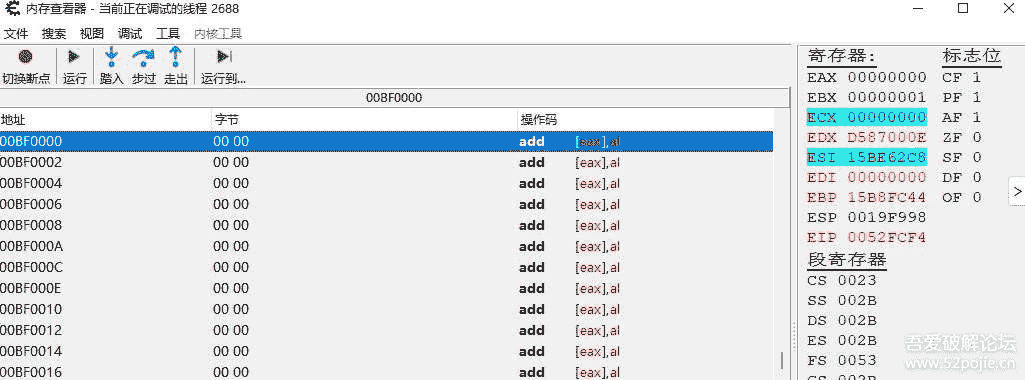 内存查看器 - 当前正在调试的线程 2688
文件 搜索 视图 调试 工具 内核工具
切换断点 运行 踏入 步过 走出 运行到...
00BF0000
地址 字节 操作码
00BF0000 00 00 add [eax],al
00BF0002 00 00 add [eax],al
00BF0004 00 00 add [eax],al
00BF0006 00 00 add [eax],al
00BF0008 00 00 add [eax],al
00BF000A 00 00 add [eax],al
00BF000C 00 00 add [eax],al
00BF000E 00 00 add [eax],al
00BF0010 00 00 add [eax],al
00BF0012 00 00 add [eax],al
00BF0014 00 00 add [eax],al
00BF0016 00 00 add [eax],al
寄存器: 标志位
EAX 00000000 CF 1
EBX 00000001 PF 1
ECX 00000000 AF 1
EDX D587000E ZF 0
ESI 15BE62C8 SF 0
EDI 00000000 DF 0
EBP 15B8FC44 OF 0
ESP 0019F998
EIP 0052FCF4
段寄存器
CS 0023
SS 002B
DS 002B
ES 002B
FS 0053
GS 002B
吾爱破解论坛
www.52pojie.cn